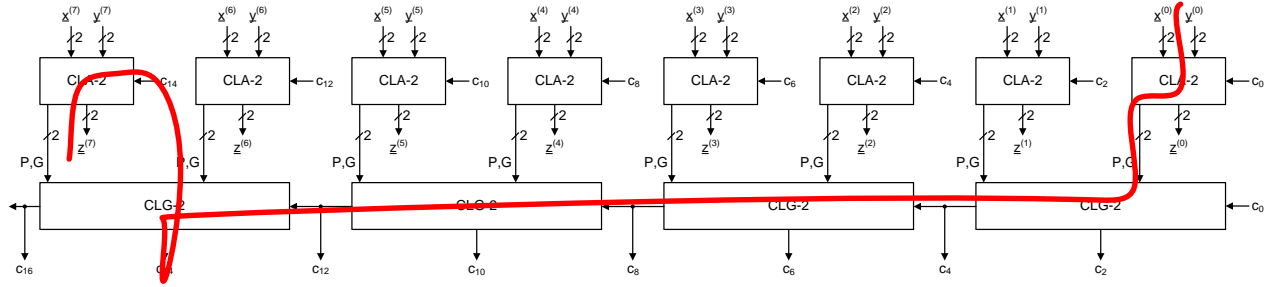 x(7) y(7) x(6) y(6) x(5) y(5) x(4) y(4) x(3) y(3) x(2) y(2) x(1) y(1) x(0) y(0)
2 2 2 2 2 2 2 2 2 2 2 2 2 2 2 2
CLA-2 c14 CLA-2 c12 CLA-2 c10 CLA-2 c8 CLA-2 c6 CLA-2 c4 CLA-2 c2 CLA-2 c0
2 2 2 2 2 2 2 2
2 2 2 2 2 2 2 2
z(7) z(6) z(5) z(4) z(3) z(2) z(1) z(0)
P,G P,G P,G P,G P,G P,G P,G P,G
CLG-2 CLG-2 CLG-2 CLG-2 c0
c16 c12 c10 c8 c6 c4 c2